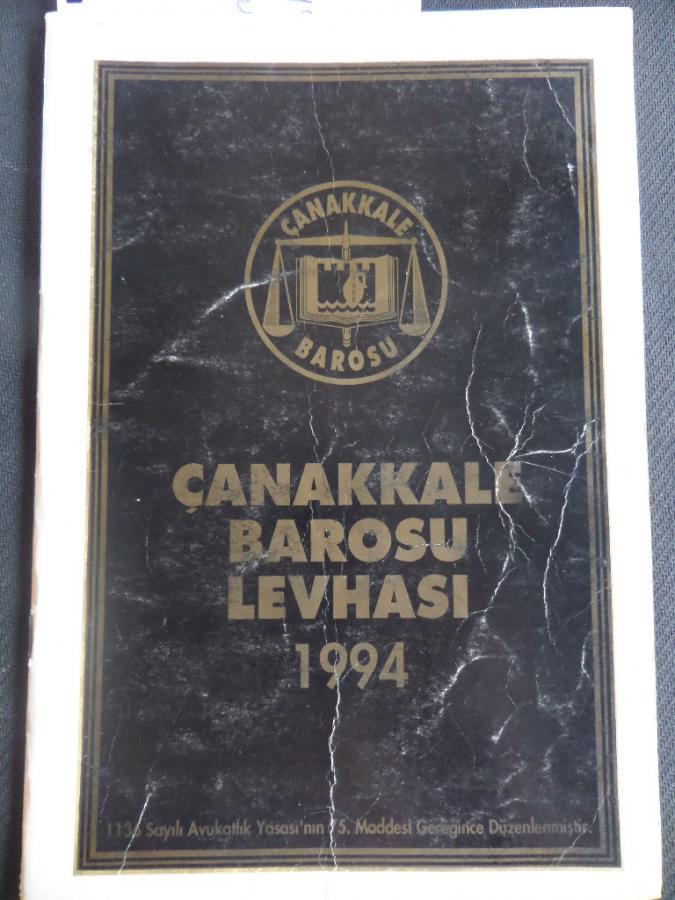 ÇANAKKALE
BAROSU
ÇANAKKALE
BAROSU
LEVHASI
1994
1136 Sayılı Avukatlık Yasası'nın 75. Maddesi Gereğince Düzenlenmiştir.